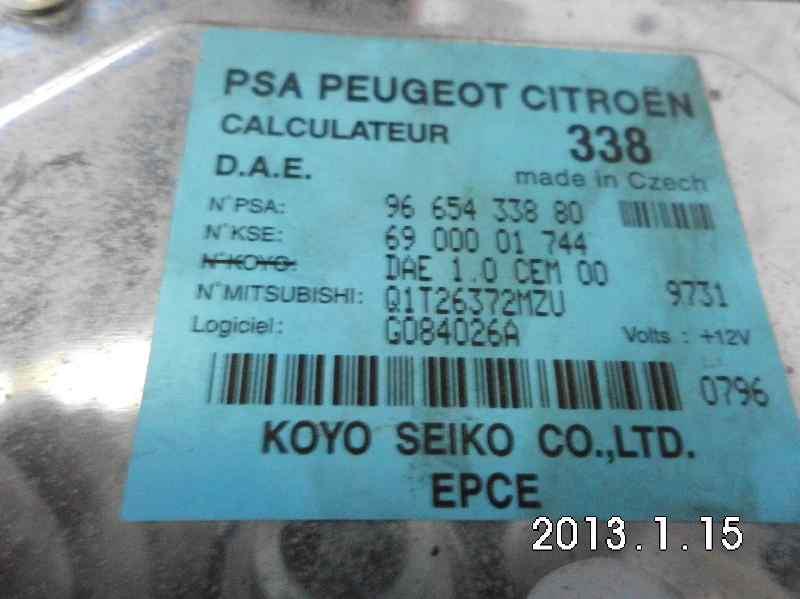 PSA PEUGEOT CITROËN
CALCULATEUR 338
D.A.E. made in Czech
N°PSA: 96 654 338 80
N°KSE: 69 000 01 744
N°KOYO: DAE 1.0 CEM 00
N°MITSUBISHI: Q1T26372MZU 9731
Logiciel: G084026A Volts : +12V
0796
KOYO SEIKO CO.,LTD.
EPCE
2013.1.15